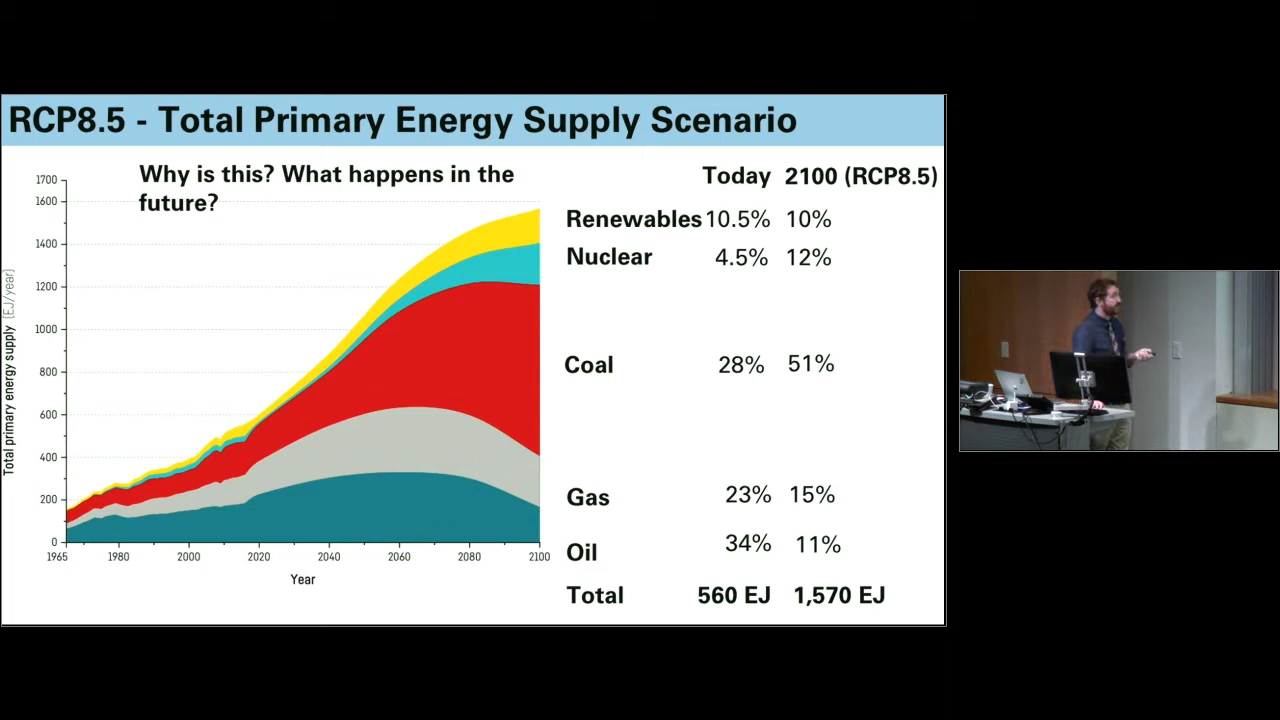 RCP8.5 - Total Primary Energy Supply Scenario
Why is this? What happens in the
future?
Total primary energy supply [EJ/year]
1700
1600
1400
1200
1000
800
600
400
200
0
1965 1980 2000 2020 2040 2060 2080 2100
Year
Today 2100 (RCP8.5)
Renewables 10.5% 10%
Nuclear 4.5% 12%
Coal 28% 51%
Gas 23% 15%
Oil 34% 11%
Total 560 EJ 1,570 EJ